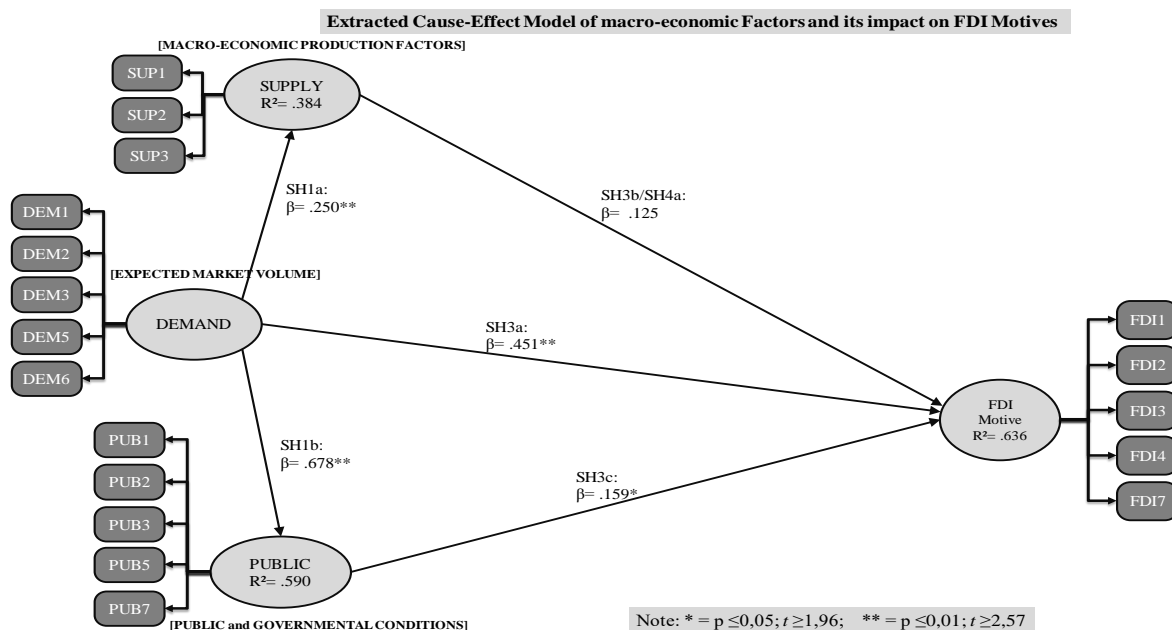 Extracted Cause-Effect Model of macro-economic Factors and its impact on FDI Motives
[MACRO-ECONOMIC PRODUCTION FACTORS]
SUP1
SUP2
SUP3
SUPPLY
R²= .384
SH1a:
β= .250**
SH3b/SH4a:
β= .125
DEM1
DEM2
DEM3
DEM5
DEM6
[EXPECTED MARKET VOLUME]
DEMAND
SH3a:
β= .451**
FDI
Motive
R²= .636
FDI1
FDI2
FDI3
FDI4
FDI7
SH1b:
β= .678**
SH3c:
β= .159*
PUB1
PUB2
PUB3
PUB5
PUB7
PUBLIC
R²= .590
[PUBLIC and GOVERNMENTAL CONDITIONS]
Note: * = p ≤0,05; t ≥1,96; ** = p ≤0,01; t ≥2,57